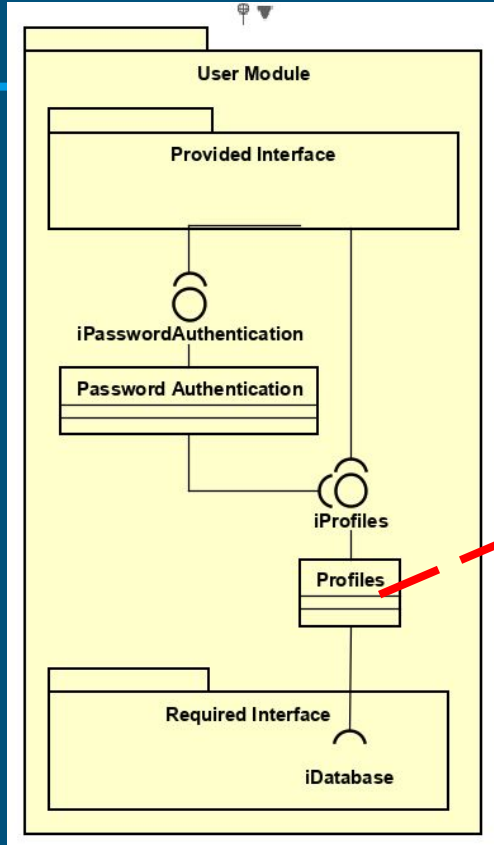 User Module
Provided Interface
iPasswordAuthentication
Password Authentication
iProfiles
Profiles
Required Interface
iDatabase